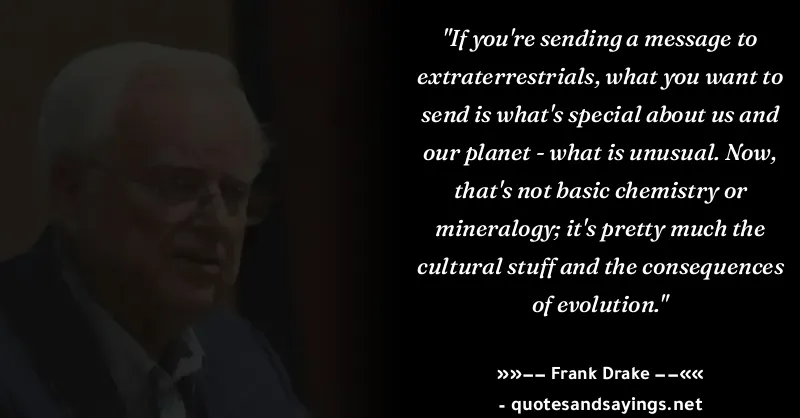 "If you're sending a message to
extraterrestrials, what you want to
send is what's special about us and
our planet - what is unusual. Now,
that's not basic chemistry or
mineralogy; it's pretty much the
cultural stuff and the consequences
of evolution."
»»–– Frank Drake ––««
- quotesandsayings.net